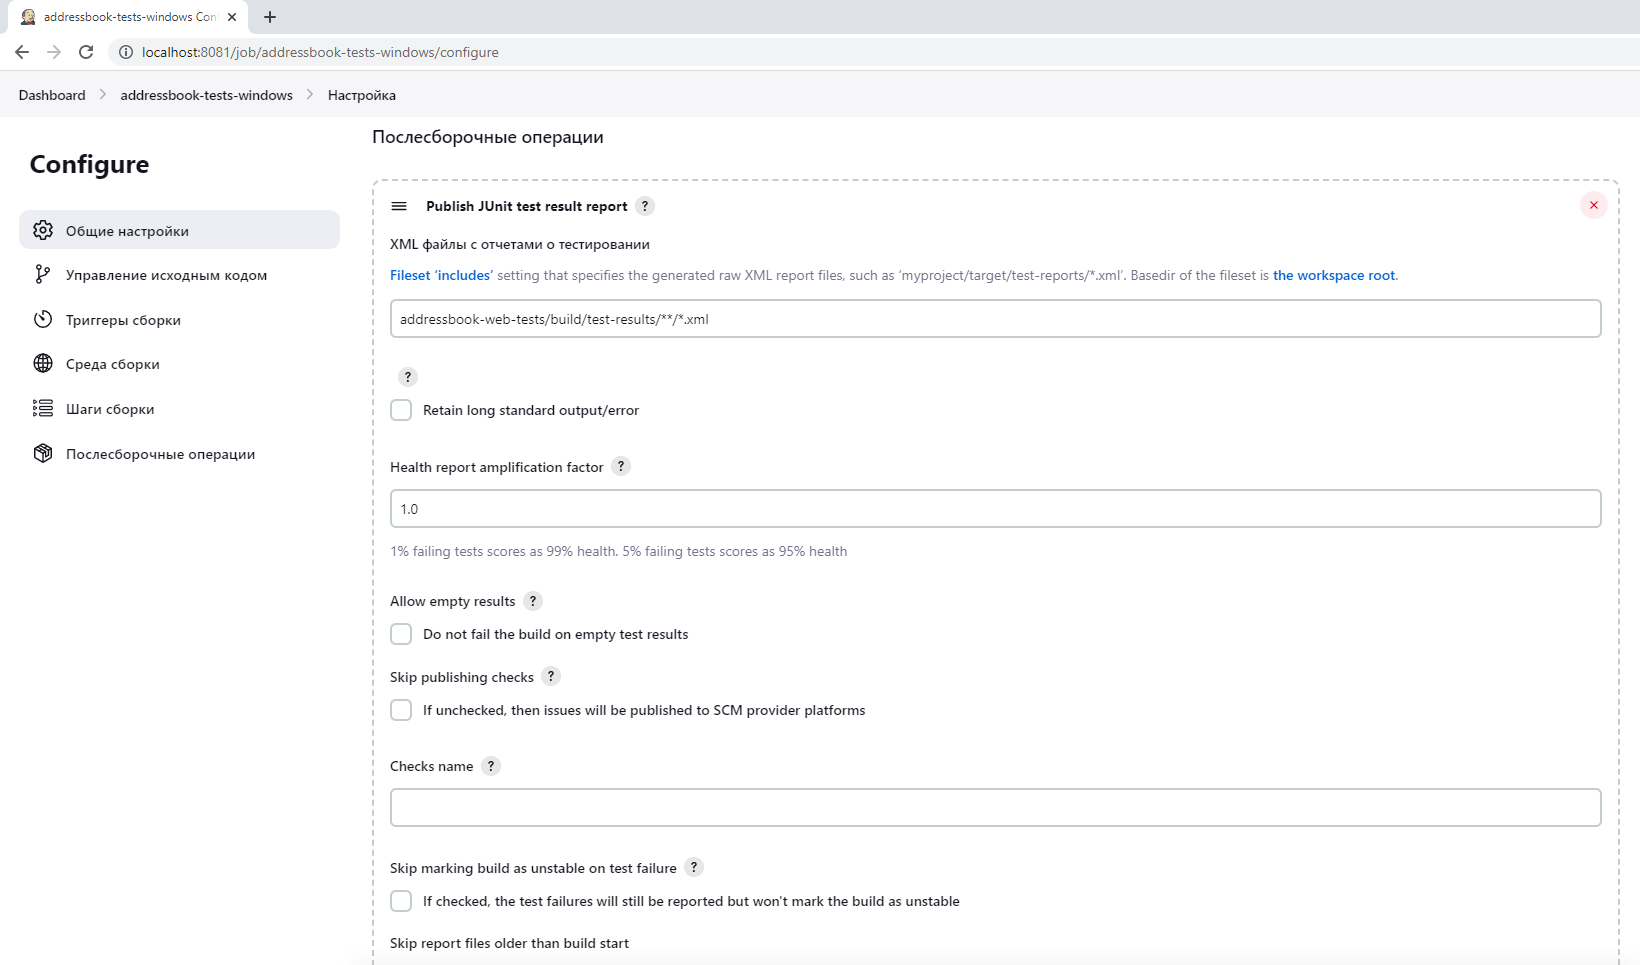 addressbook-tests-windows Con
localhost:8081/job/addressbook-tests-windows/configure
Dashboard addressbook-tests-windows Настройка
Configure
Общие настройки
Управление исходным кодом
Триггеры сборки
Среда сборки
Шаги сборки
Послесборочные операции
Послесборочные операции
Publish JUnit test result report ?
XML файлы с отчетами о тестировании
Fileset ‘includes’ setting that specifies the generated raw XML report files, such as ‘myproject/target/test-reports/*.xml’. Basedir of the fileset is the workspace root.
addressbook-web-tests/build/test-results/**/*.xml
?
Retain long standard output/error
Health report amplification factor ?
1.0
1% failing tests scores as 99% health. 5% failing tests scores as 95% health
Allow empty results ?
Do not fail the build on empty test results
Skip publishing checks ?
If unchecked, then issues will be published to SCM provider platforms
Checks name ?
Skip marking build as unstable on test failure ?
If checked, the test failures will still be reported but won't mark the build as unstable
Skip report files older than build start